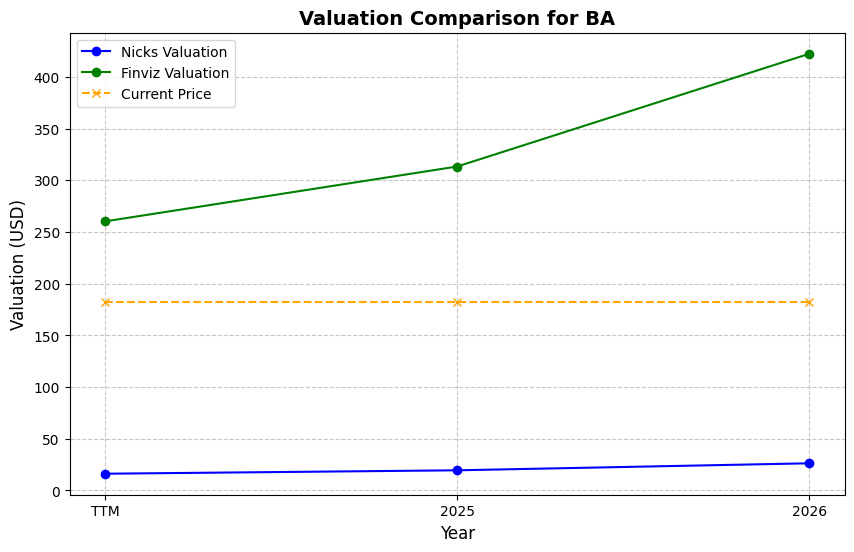 Valuation Comparison for BA
Nicks Valuation
Finviz Valuation
Current Price
Valuation (USD)
400
350
300
250
200
150
100
50
0
TTM
2025
2026
Year